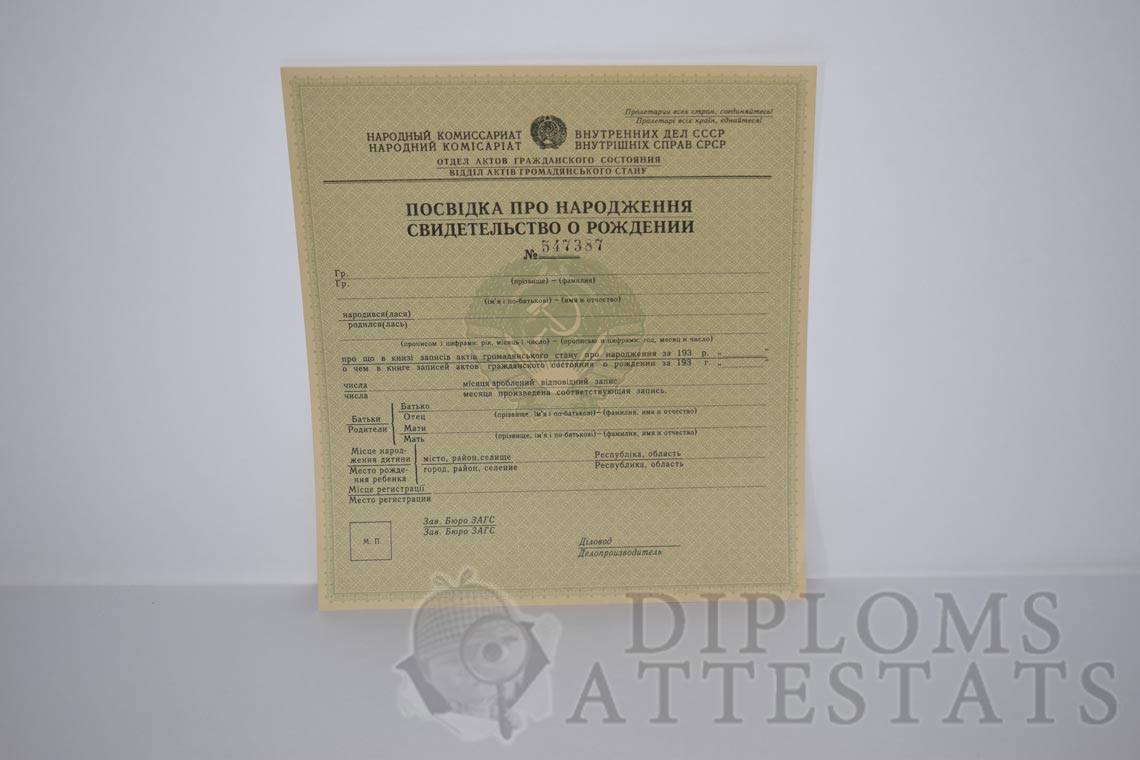 Пролетарии всех стран, соединяйтесь!
Пролетарі всіх країн, єднайтеся!
НАРОДНЫЙ КОМИССАРИАТ ВНУТРЕННИХ ДЕЛ СССР
НАРОДНИЙ КОМІСАРІАТ ВНУТРІШНІХ СПРАВ СРСР
ОТДЕЛ АКТОВ ГРАЖДАНСКОГО СОСТОЯНИЯ
ВІДДІЛ АКТІВ ГРОМАДЯНСЬКОГО СТАНУ
ПОСВІДКА ПРО НАРОДЖЕННЯ
СВИДЕТЕЛЬСТВО О РОЖДЕНИИ
№ 547387
Гр.
Гр.
(прізвище) – (фамилия)
(ім'я і по-батькові) – (имя и отчество)
народився(лася)
родился(лась)
(прописом і цифрами: рік, місяць і число) – (прописью и цифрами: год, месяц и число)
про що в книзі записів актів громадянського стану про народження за 193 р. „ "
о чем в книге записей актов гражданского состояния о рождении за 193 г. „ "
числа місяця зроблений відповідний запис.
числа месяца произведена соответствующая запись.
Батько
Отец (прізвище, ім'я і по-батькові) – (фамилия, имя и отчество)
Батьки
Родители
Мати
Мать (прізвище, ім'я і по-батькові) – (фамилия, имя и отчество)
Місце народ-
ження дитини місто, район, селище Республіка, область
Место рожде- город, район, селение Республика, область
ния ребенка
Місце регистрації
Место регистрации
Зав. Бюро ЗАГС
Зав. Бюро ЗАГС
М. П.
Діловод
Делопроизводитель
DIPLOMS
ATTESTATS